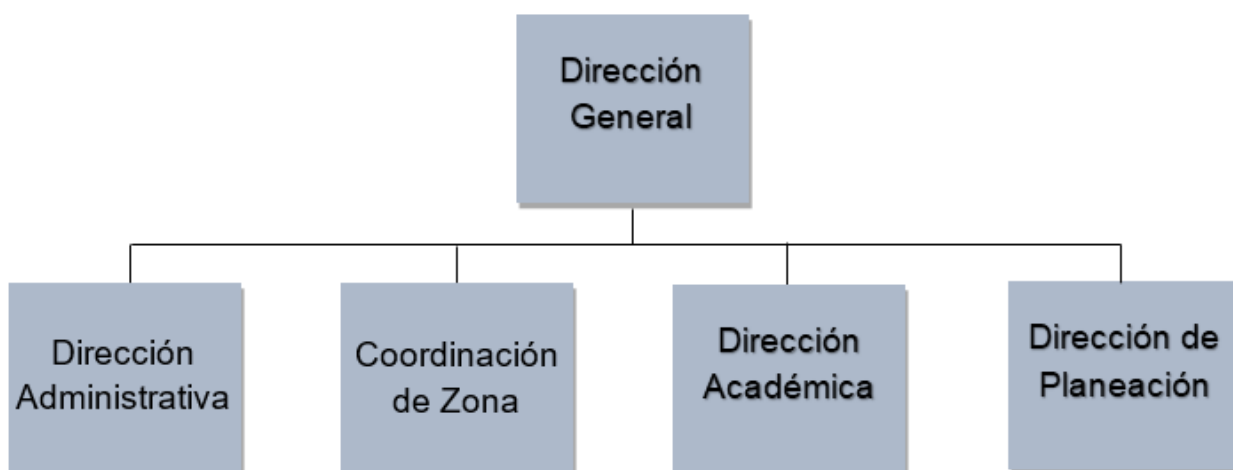 Dirección
General
Dirección
Administrativa
Coordinación
de Zona
Dirección
Académica
Dirección de
Planeación